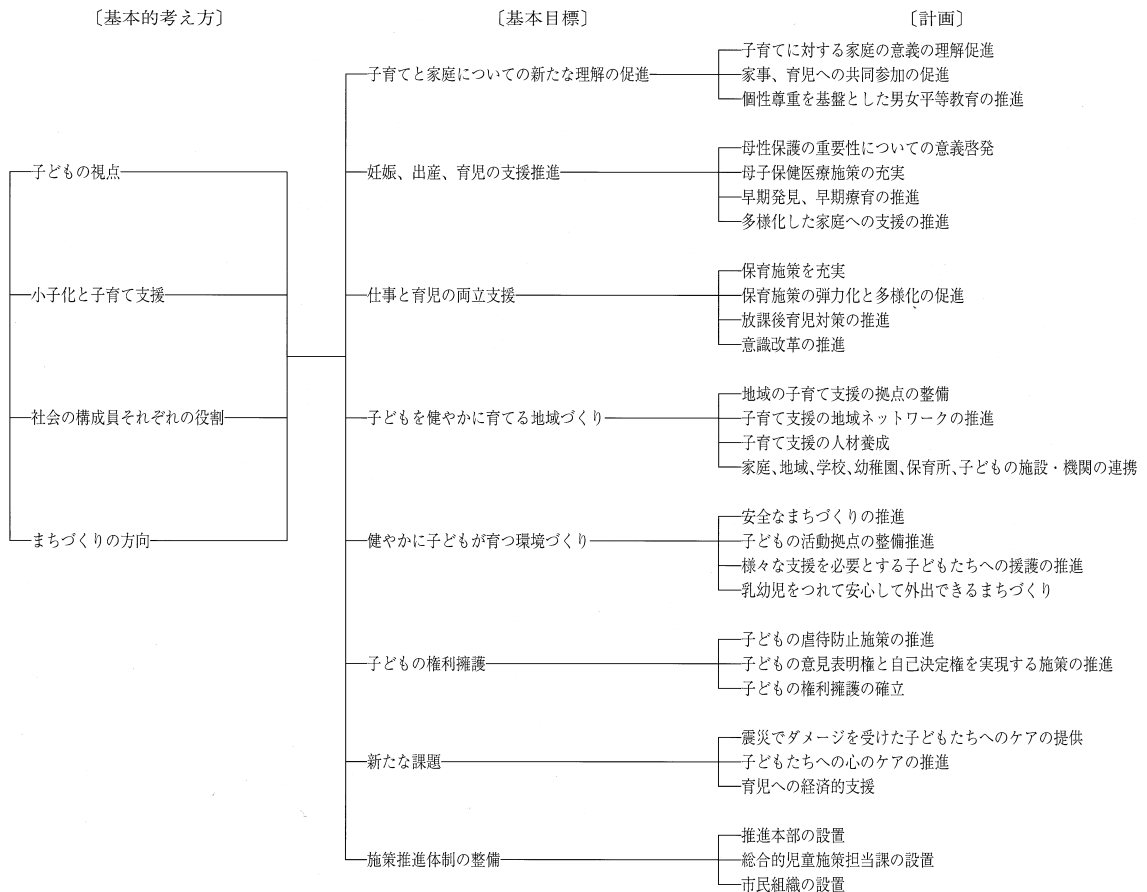 〔基本的考え方〕
〔基本目標〕
〔計画〕
子どもの視点
小子化と子育て支援
社会の構成員それぞれの役割
まちづくりの方向
子育てと家庭についての新たな理解の促進
子育てに対する家庭の意義の理解促進
家事、育児への共同参加の促進
個性尊重を基盤とした男女平等教育の推進
妊娠、出産、育児の支援推進
母性保護の重要性についての意義啓発
母子保健医療施策の充実
早期発見、早期療育の推進
多様化した家庭への支援の推進
仕事と育児の両立支援
保育施策を充実
保育施策の弾力化と多様化の促進
放課後育児対策の推進
意識改革の推進
子どもを健やかに育てる地域づくり
地域の子育て支援の拠点の整備
子育て支援の地域ネットワークの推進
子育て支援の人材養成
家庭、地域、学校、幼稚園、保育所、子どもの施設・機関の連携
健やかに子どもが育つ環境づくり
安全なまちづくりの推進
子どもの活動拠点の整備推進
様々な支援を必要とする子どもたちへの援護の推進
乳幼児をつれて安心して外出できるまちづくり
子どもの権利擁護
子どもの虐待防止施策の推進
子どもの意見表明権と自己決定権を実現する施策の推進
子どもの権利擁護の確立
新たな課題
震災でダメージを受けた子どもたちへのケアの提供
子どもたちへの心のケアの推進
育児への経済的支援
施策推進体制の整備
推進本部の設置
総合的児童施策担当課の設置
市民組織の設置